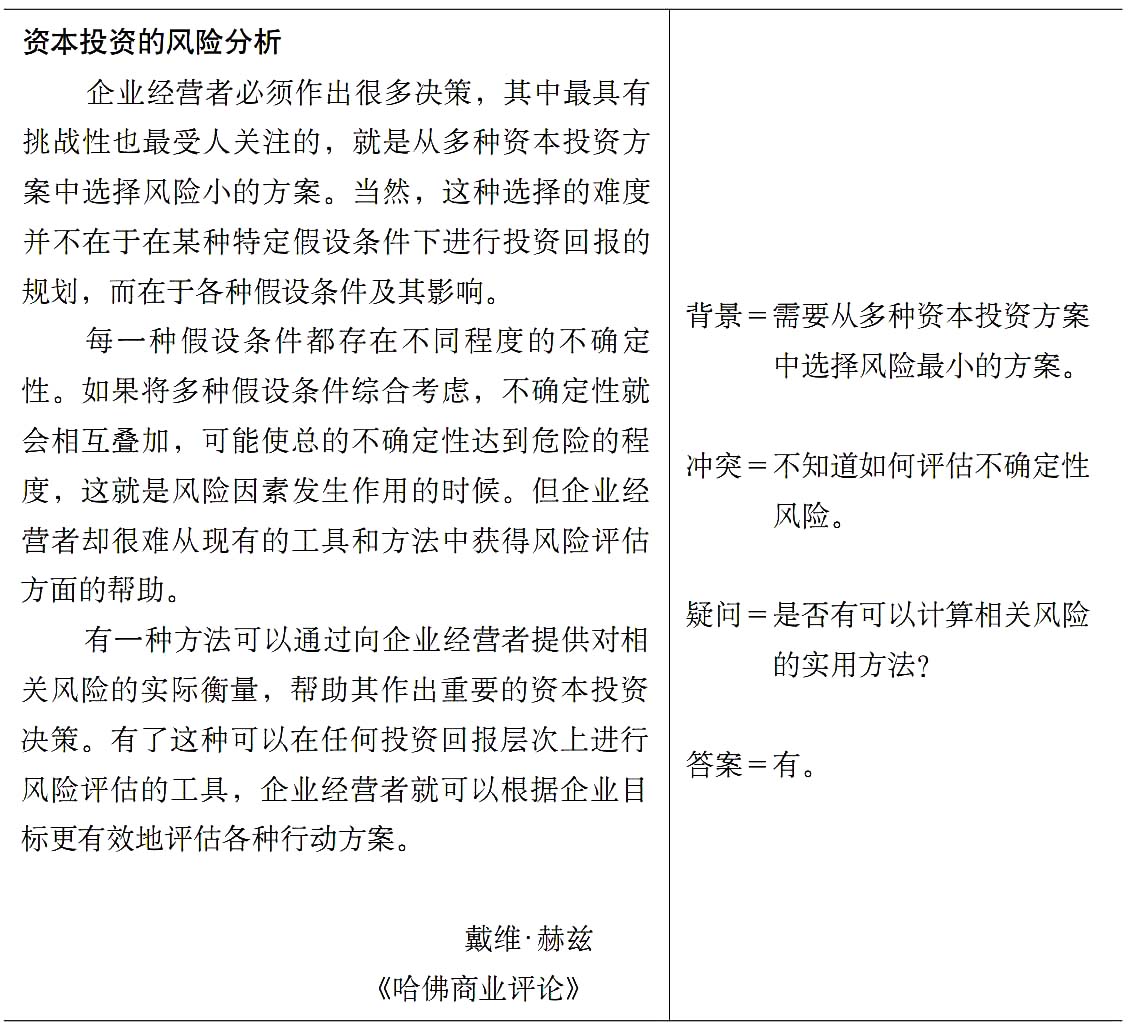 资本投资的风险分析
企业经营者必须作出很多决策，其中最具有
挑战性也最受人关注的，就是从多种资本投资方
案中选择风险小的方案。当然，这种选择的难度
并不在于在某种特定假设条件下进行投资回报的
规划，而在于各种假设条件及其影响。
每一种假设条件都存在不同程度的不确定
性。如果将多种假设条件综合考虑，不确定性就
会相互叠加，可能使总的不确定性达到危险的程
度，这就是风险因素发生作用的时候。但企业经
营者却很难从现有的工具和方法中获得风险评估
方面的帮助。
有一种方法可以通过向企业经营者提供对相
关风险的实际衡量，帮助其作出重要的资本投资
决策。有了这种可以在任何投资回报层次上进行
风险评估的工具，企业经营者就可以根据企业目
标更有效地评估各种行动方案。
戴维·赫兹
《哈佛商业评论》
背景＝需要从多种资本投资方案
中选择风险最小的方案。
冲突＝不知道如何评估不确定性
风险。
疑问＝是否有可以计算相关风险
的实用方法？
答案＝有。